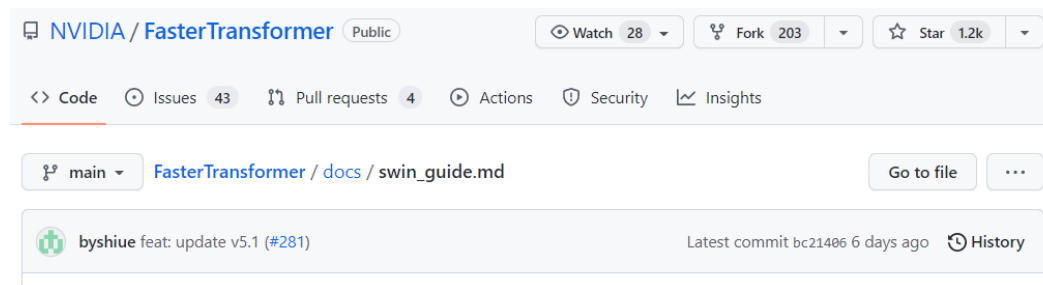 NVIDIA / FasterTransformer Public Watch 28 Fork 203 Star 1.2k
<> Code Issues 43 Pull requests 4 Actions Security Insights
main FasterTransformer / docs / swin_guide.md Go to file ...
byshiue feat: update v5.1 (#281) Latest commit bc21406 6 days ago History